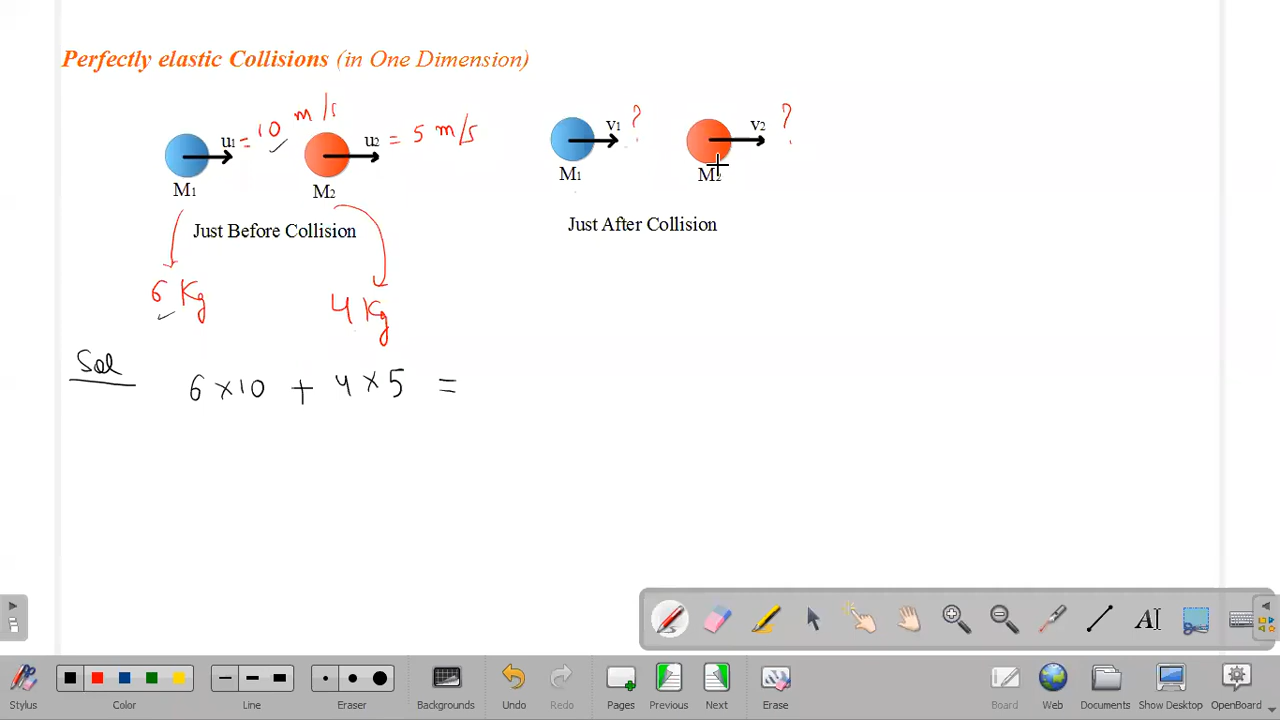 Perfectly elastic Collisions (in One Dimension)
u1 = 10 m/s u2 = 5 m/s v1 ? v2 ?
M1 M2 M1 M2
Just Before Collision Just After Collision
6 Kg 4 Kg
Sol 6 × 10 + 4 × 5 =
Stylus Color Line Eraser Backgrounds Undo Redo Pages Previous Next Erase Board Web Documents Show Desktop OpenBoard